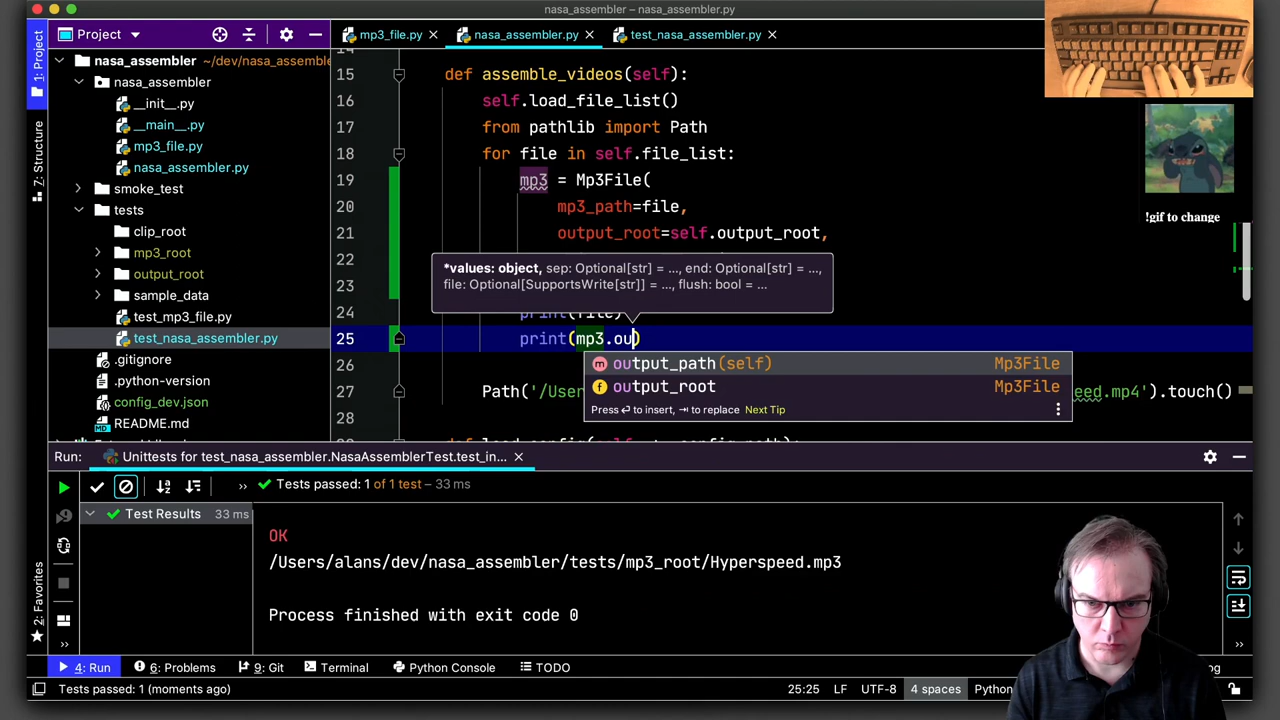 nasa_assembler – nasa_assembler.py
Project
mp3_file.py
nasa_assembler.py
test_nasa_assembler.py
1: Project
7: Structure
2: Favorites
nasa_assembler ~/dev/nasa_assemble
nasa_assembler
__init__.py
__main__.py
mp3_file.py
nasa_assembler.py
smoke_test
tests
clip_root
mp3_root
output_root
sample_data
test_mp3_file.py
test_nasa_assembler.py
.gitignore
.python-version
config_dev.json
README.md
15 def assemble_videos(self):
16 self.load_file_list()
17 from pathlib import Path
18 for file in self.file_list:
19 mp3 = Mp3File(
20 mp3_path=file,
21 output_root=self.output_root,
22
23
*values: object, sep: Optional[str] = ..., end: Optional[str] = ...,
file: Optional[SupportsWrite[str]] = ..., flush: bool = ...
24 print(file)
25 print(mp3.ou)
output_path(self) Mp3File
output_root Mp3File
Press ⏎ to insert, ⇥ to replace Next Tip
26
27 Path('/User eed.mp4').touch()
28
!gif to change
Run: Unittests for test_nasa_assembler.NasaAssemblerTest.test_in...
» Tests passed: 1 of 1 test – 33 ms
Test Results 33 ms
OK
/Users/alans/dev/nasa_assembler/tests/mp3_root/Hyperspeed.mp3
Process finished with exit code 0
4: Run
6: Problems
9: Git
Terminal
Python Console
TODO
Tests passed: 1 (moments ago)
25:25 LF UTF-8 4 spaces Python